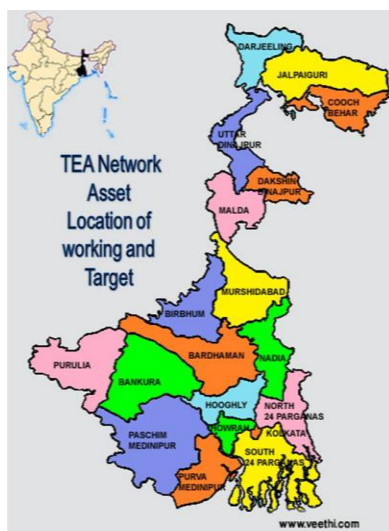 DARJEELING
JALPAIGURI
COOCH
BEHAR
UTTAR
DINAJPUR
TEA Network
Asset
Location of
working and
Target
DAKSHIN
DINAJPUR
MALDA
MURSHIDABAD
BIRBHUM
BARDHAMAN
NADIA
PURULIA
BANKURA
HOOGHLY
NORTH
24 PARGANAS
HOWRAH
KOLKATA
PASCHIM
MEDINIPUR
SOUTH
24 PARGANAS
PURVA
MEDINIPUR
www.veethi.com